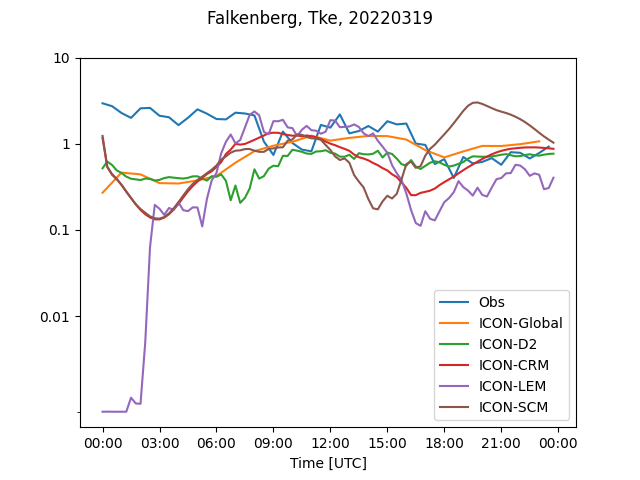 Falkenberg, Tke, 20220319
10
1
0.1
0.01
Obs
ICON-Global
ICON-D2
ICON-CRM
ICON-LEM
ICON-SCM
00:00 03:00 06:00 09:00 12:00 15:00 18:00 21:00 00:00
Time [UTC]